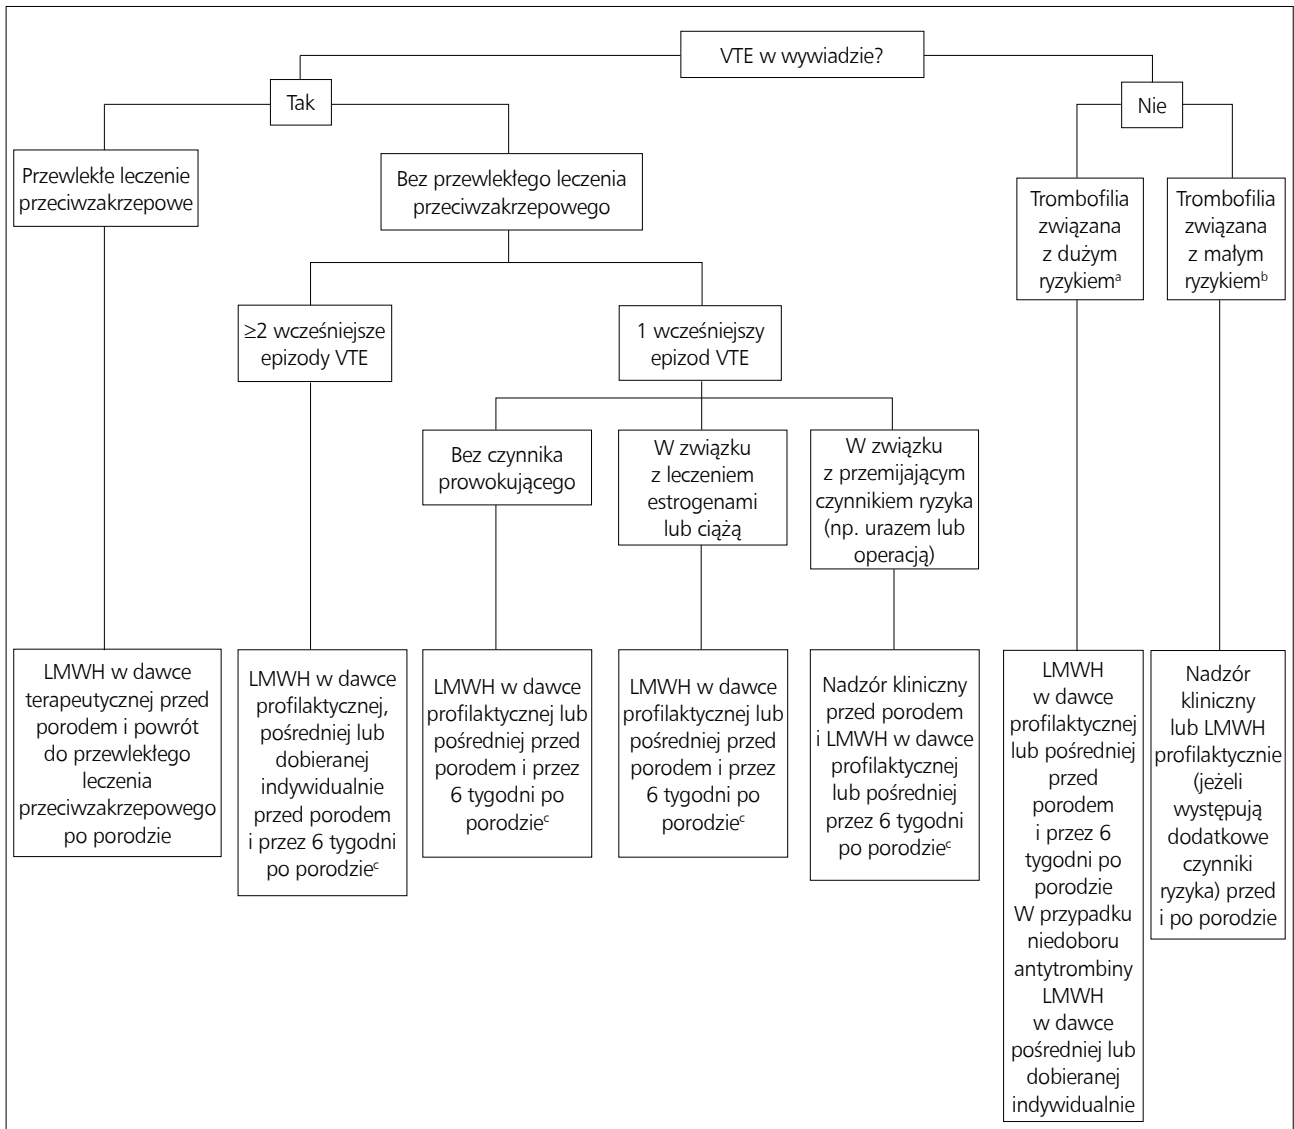 VTE w wywiadzie?
Tak
Nie
Przewlekłe leczenie
przeciwzakrzepowe
Bez przewlekłego leczenia
przeciwzakrzepowego
Trombofilia
związana
z dużym
ryzykiemᵃ
Trombofilia
związana
z małym
ryzykiemᵇ
≥2 wcześniejsze
epizody VTE
1 wcześniejszy
epizod VTE
Bez czynnika
prowokującego
W związku
z leczeniem
estrogenami
lub ciążą
W związku
z przemijającym
czynnikiem ryzyka
(np. urazem lub
operacją)
LMWH w dawce
terapeutycznej przed
porodem i powrót
do przewlekłego
leczenia
przeciwzakrzepowego
po porodzie
LMWH w dawce
profilaktycznej,
pośredniej lub
dobieranej
indywidualnie
przed porodem
i przez 6 tygodni
po porodzieᶜ
LMWH w dawce
profilaktycznej lub
pośredniej przed
porodem i przez
6 tygodni po
porodzieᶜ
LMWH w dawce
profilaktycznej lub
pośredniej przed
porodem i przez
6 tygodni po
porodzieᶜ
Nadzór kliniczny
przed porodem
i LMWH w dawce
profilaktycznej
lub pośredniej
przez 6 tygodni
po porodzieᶜ
LMWH
w dawce
profilaktycznej
lub pośredniej
przed
porodem
i przez 6
tygodni po
porodzie
W przypadku
niedoboru
antytrombiny
LMWH
w dawce
pośredniej lub
dobieranej
indywidualnie
Nadzór
kliniczny
lub LMWH
profilaktycznie
(jeżeli
występują
dodatkowe
czynniki
ryzyka) przed
i po porodzie